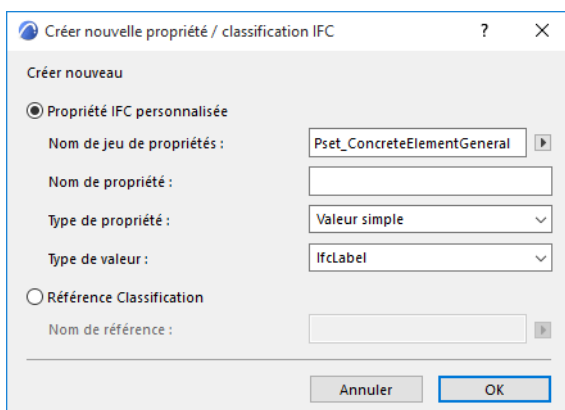 Créer nouvelle propriété / classification IFC
Créer nouveau
Propriété IFC personnalisée
Nom de jeu de propriétés : Pset_ConcreteElementGeneral
Nom de propriété :
Type de propriété : Valeur simple
Type de valeur : IfcLabel
Référence Classification
Nom de référence :
Annuler OK